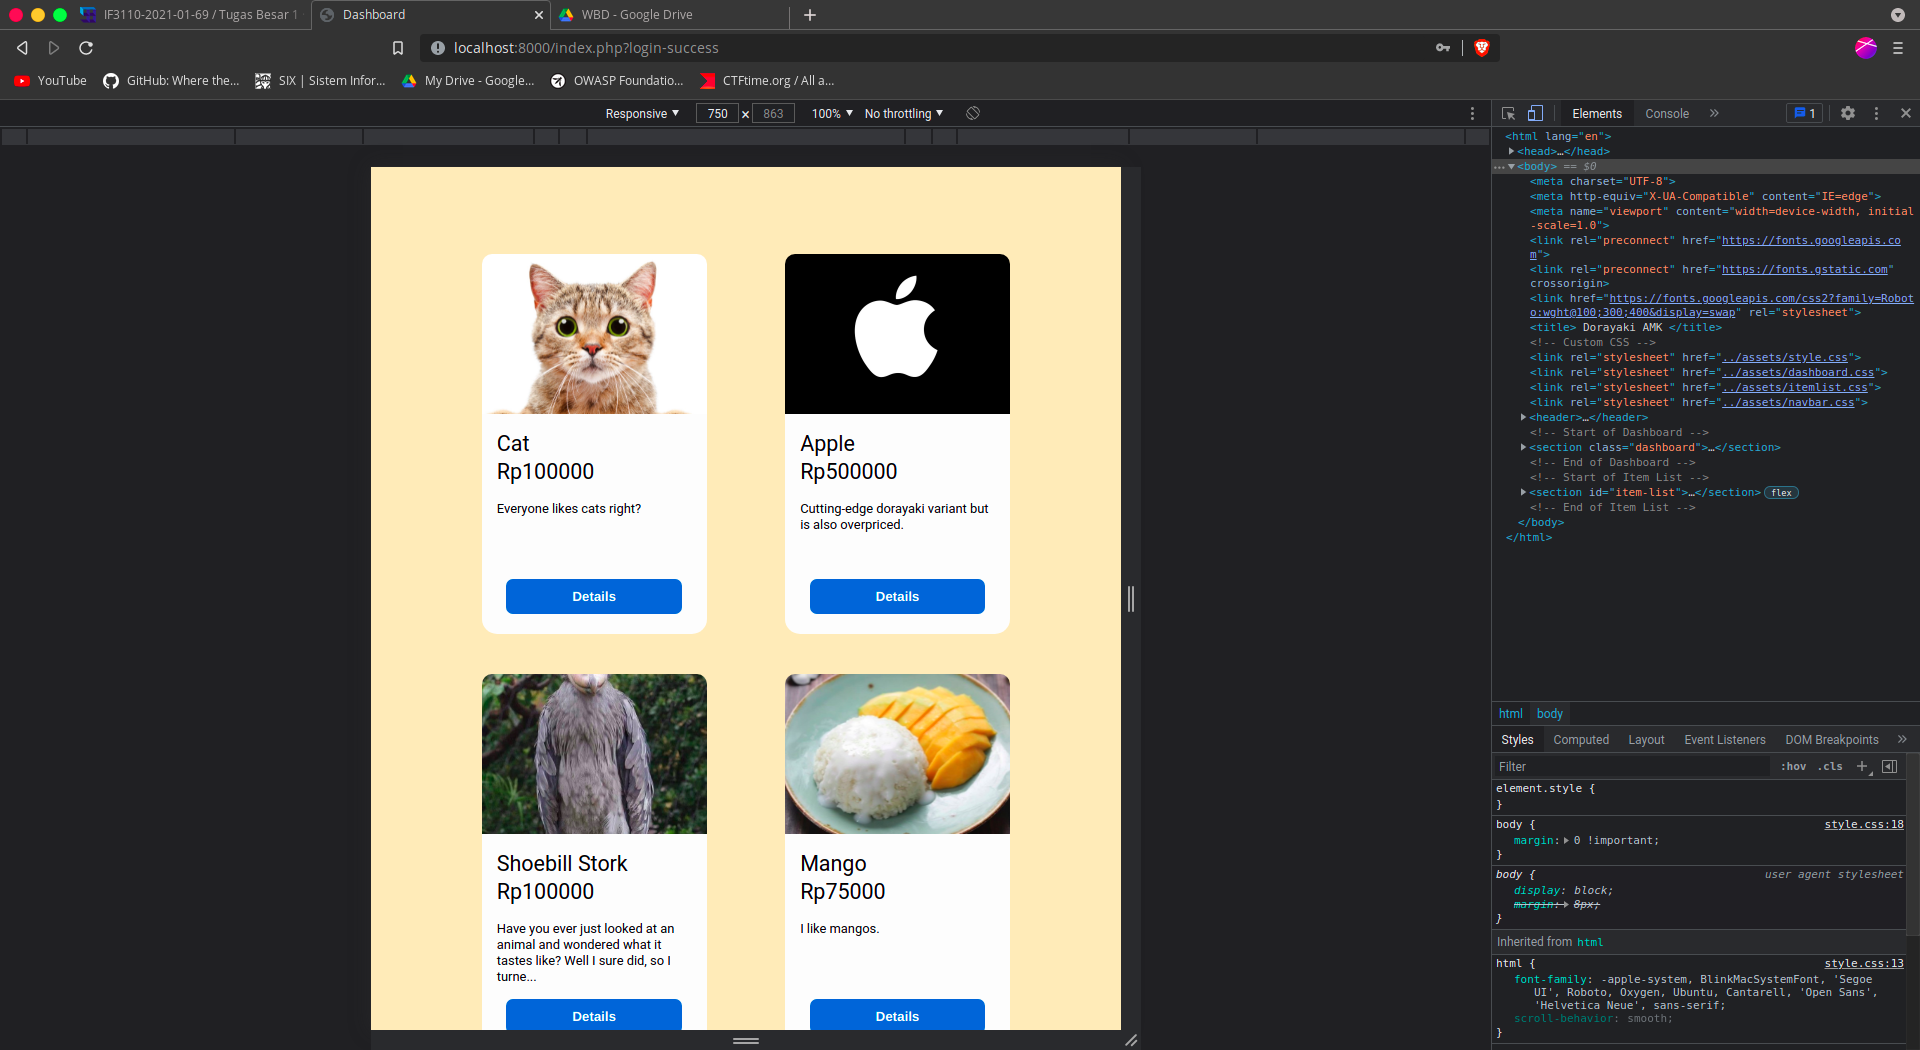 IF3110-2021-01-69 / Tugas Besar 1
Dashboard
WBD - Google Drive
localhost:8000/index.php?login-success
YouTube
GitHub: Where the...
SIX | Sistem Infor...
My Drive - Google...
OWASP Foundatio...
CTFtime.org / All a...
Responsive
750 x 863
100%
No throttling
Elements
Console
1
<html lang="en">
<head>…</head>
<body> == $0
<meta charset="UTF-8">
<meta http-equiv="X-UA-Compatible" content="IE=edge">
<meta name="viewport" content="width=device-width, initial
-scale=1.0">
<link rel="preconnect" href="https://fonts.googleapis.co
m">
<link rel="preconnect" href="https://fonts.gstatic.com"
crossorigin>
<link href="https://fonts.googleapis.com/css2?family=Robot
o:wght@100;300;400&display=swap" rel="stylesheet">
<title> Dorayaki AMK </title>
<!-- Custom CSS -->
<link rel="stylesheet" href="../assets/style.css">
<link rel="stylesheet" href="../assets/dashboard.css">
<link rel="stylesheet" href="../assets/itemlist.css">
<link rel="stylesheet" href="../assets/navbar.css">
<header>…</header>
<!-- Start of Dashboard -->
<section class="dashboard">…</section>
<!-- End of Dashboard -->
<!-- Start of Item List -->
<section id="item-list">…</section> flex
<!-- End of Item List -->
</body>
</html>
Cat
Rp100000
Everyone likes cats right?
Details
Apple
Rp500000
Cutting-edge dorayaki variant but
is also overpriced.
Details
Shoebill Stork
Rp100000
Have you ever just looked at an
animal and wondered what it
tastes like? Well I sure did, so I
turne...
Details
Mango
Rp75000
I like mangos.
Details
html body
Styles Computed Layout Event Listeners DOM Breakpoints
Filter
:hov .cls
element.style {
}
body {
style.css:18
margin: 0 !important;
}
body {
user agent stylesheet
display: block;
margin: 8px;
}
Inherited from html
html {
style.css:13
font-family: -apple-system, BlinkMacSystemFont, 'Segoe
UI', Roboto, Oxygen, Ubuntu, Cantarell, 'Open Sans',
'Helvetica Neue', sans-serif;
scroll-behavior: smooth;
}